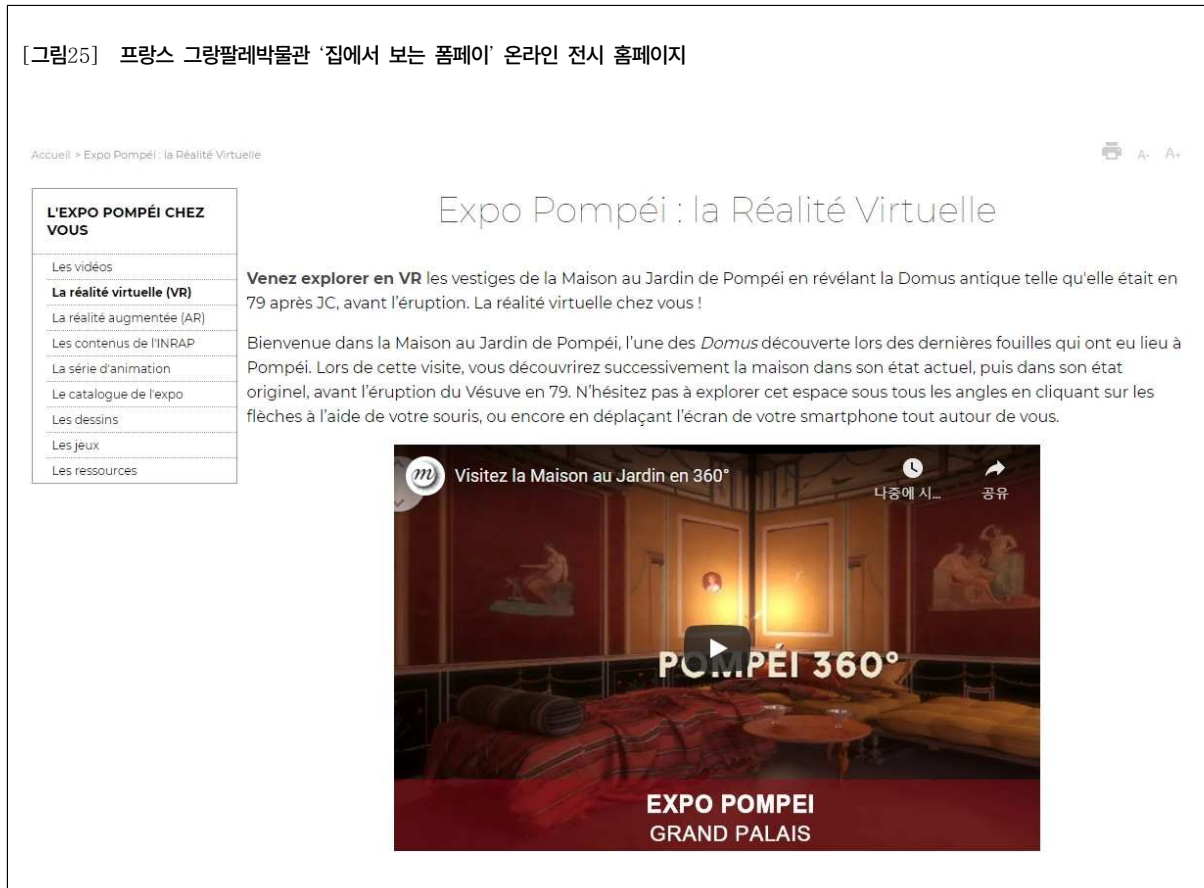 [그림25] 프랑스 그랑팔레박물관 ‘집에서 보는 폼페이’ 온라인 전시 홈페이지
Accueil > Expo Pompéi : la Réalité Virtuelle
A- A+
L'EXPO POMPÉI CHEZ
VOUS
Les vidéos
La réalité virtuelle (VR)
La réalité augmentée (AR)
Les contenus de l'INRAP
La série d'animation
Le catalogue de l'expo
Les dessins
Les jeux
Les ressources
Expo Pompéi : la Réalité Virtuelle
Venez explorer en VR les vestiges de la Maison au Jardin de Pompéi en révélant la Domus antique telle qu'elle était en
79 après JC, avant l'éruption. La réalité virtuelle chez vous !
Bienvenue dans la Maison au Jardin de Pompéi, l'une des Domus découverte lors des dernières fouilles qui ont eu lieu à
Pompéi. Lors de cette visite, vous découvrirez successivement la maison dans son état actuel, puis dans son état
originel, avant l'éruption du Vésuve en 79. N'hésitez pas à explorer cet espace sous tous les angles en cliquant sur les
flèches à l'aide de votre souris, ou encore en déplaçant l'écran de votre smartphone tout autour de vous.
m Visitez la Maison au Jardin en 360°
나중에 시... 공유
POMPÉI 360°
EXPO POMPEI
GRAND PALAIS